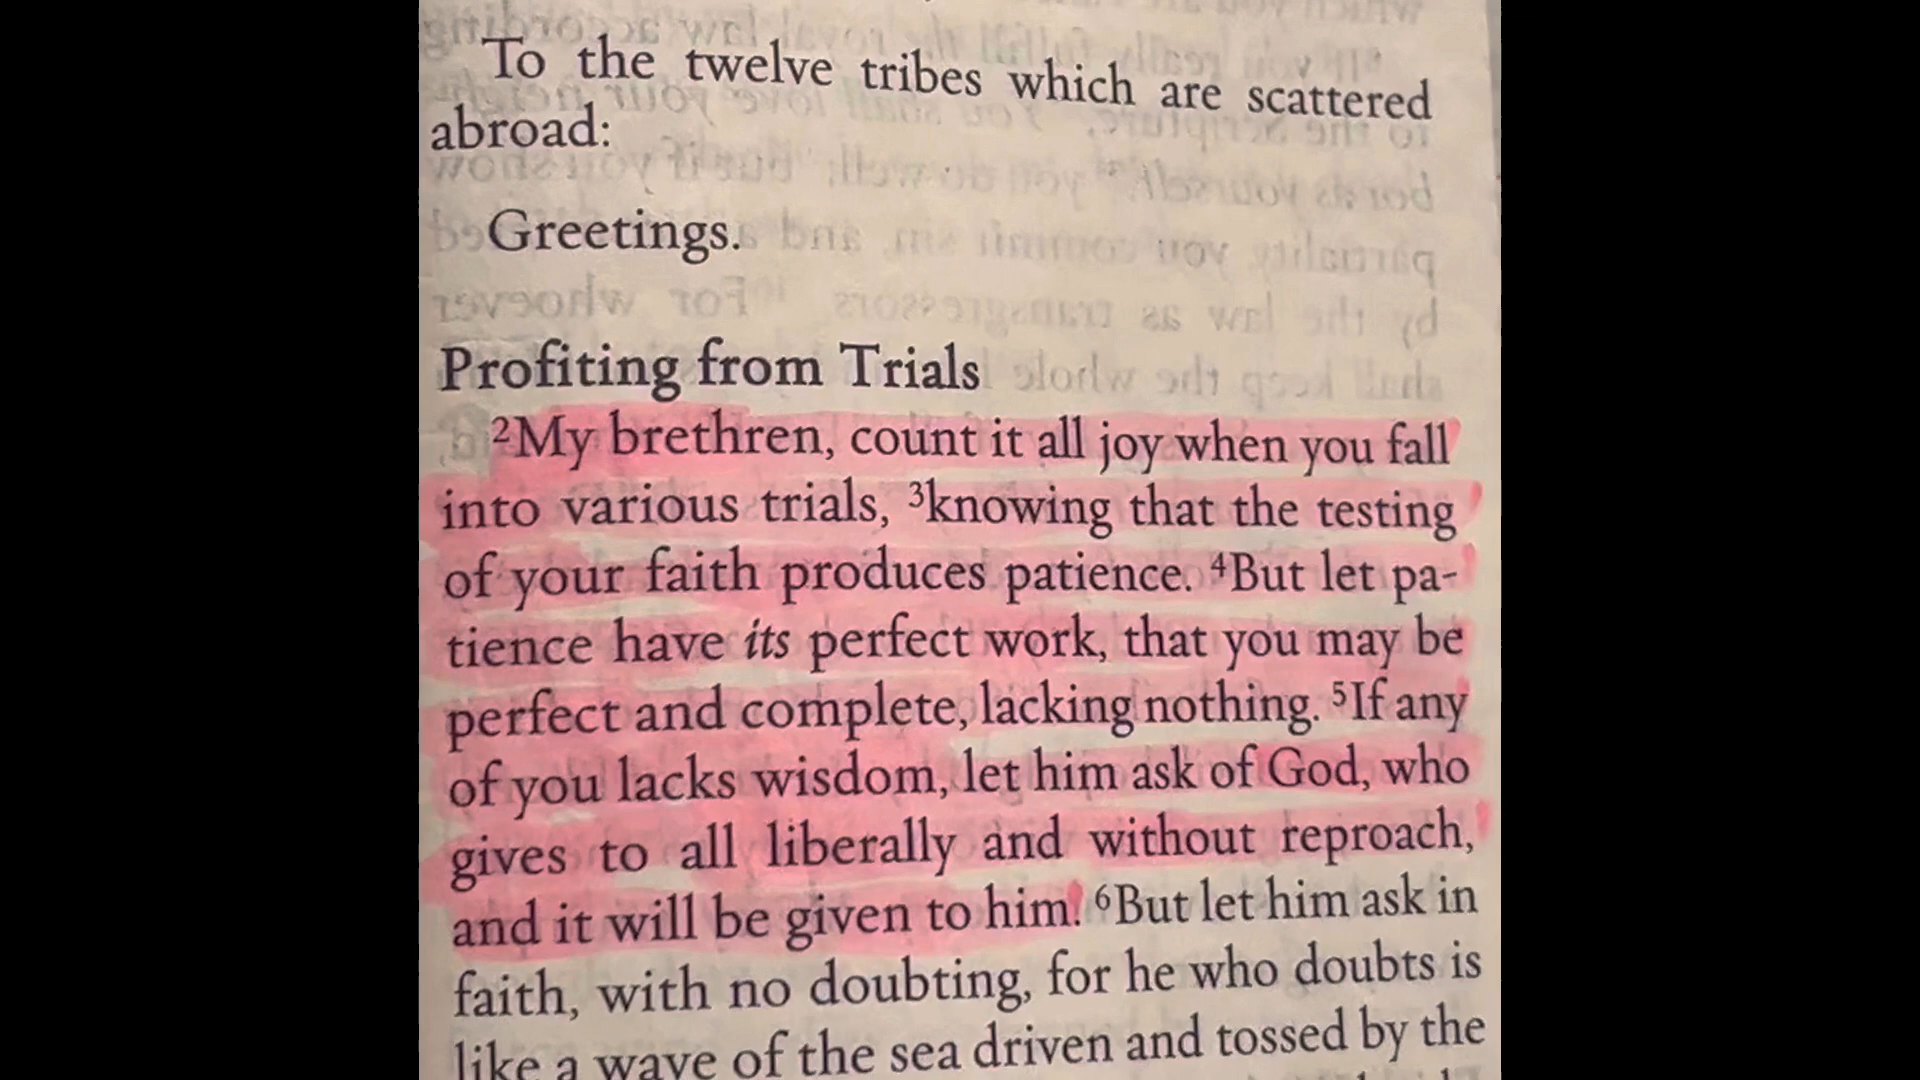 To the twelve tribes which are scattered
abroad:
Greetings.
Profiting from Trials
²My brethren, count it all joy when you fall
into various trials, ³knowing that the testing
of your faith produces patience. ⁴But let pa-
tience have its perfect work, that you may be
perfect and complete, lacking nothing. ⁵If any
of you lacks wisdom, let him ask of God, who
gives to all liberally and without reproach,
and it will be given to him. ⁶But let him ask in
faith, with no doubting, for he who doubts is
like a wave of the sea driven and tossed by the